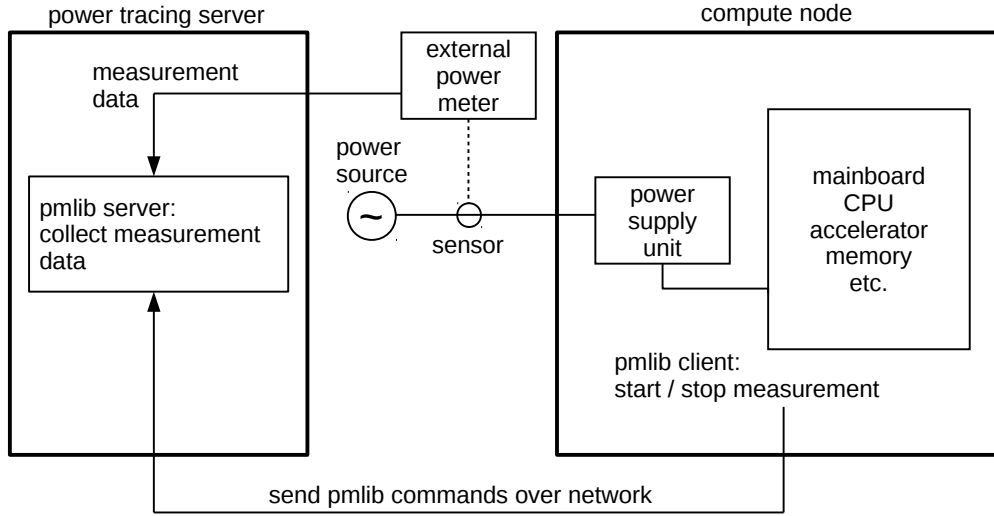 power tracing server
compute node
measurement
data
external
power
meter
power
source
~
sensor
pmlib server:
collect measurement
data
power
supply
unit
mainboard
CPU
accelerator
memory
etc.
pmlib client:
start / stop measurement
send pmlib commands over network